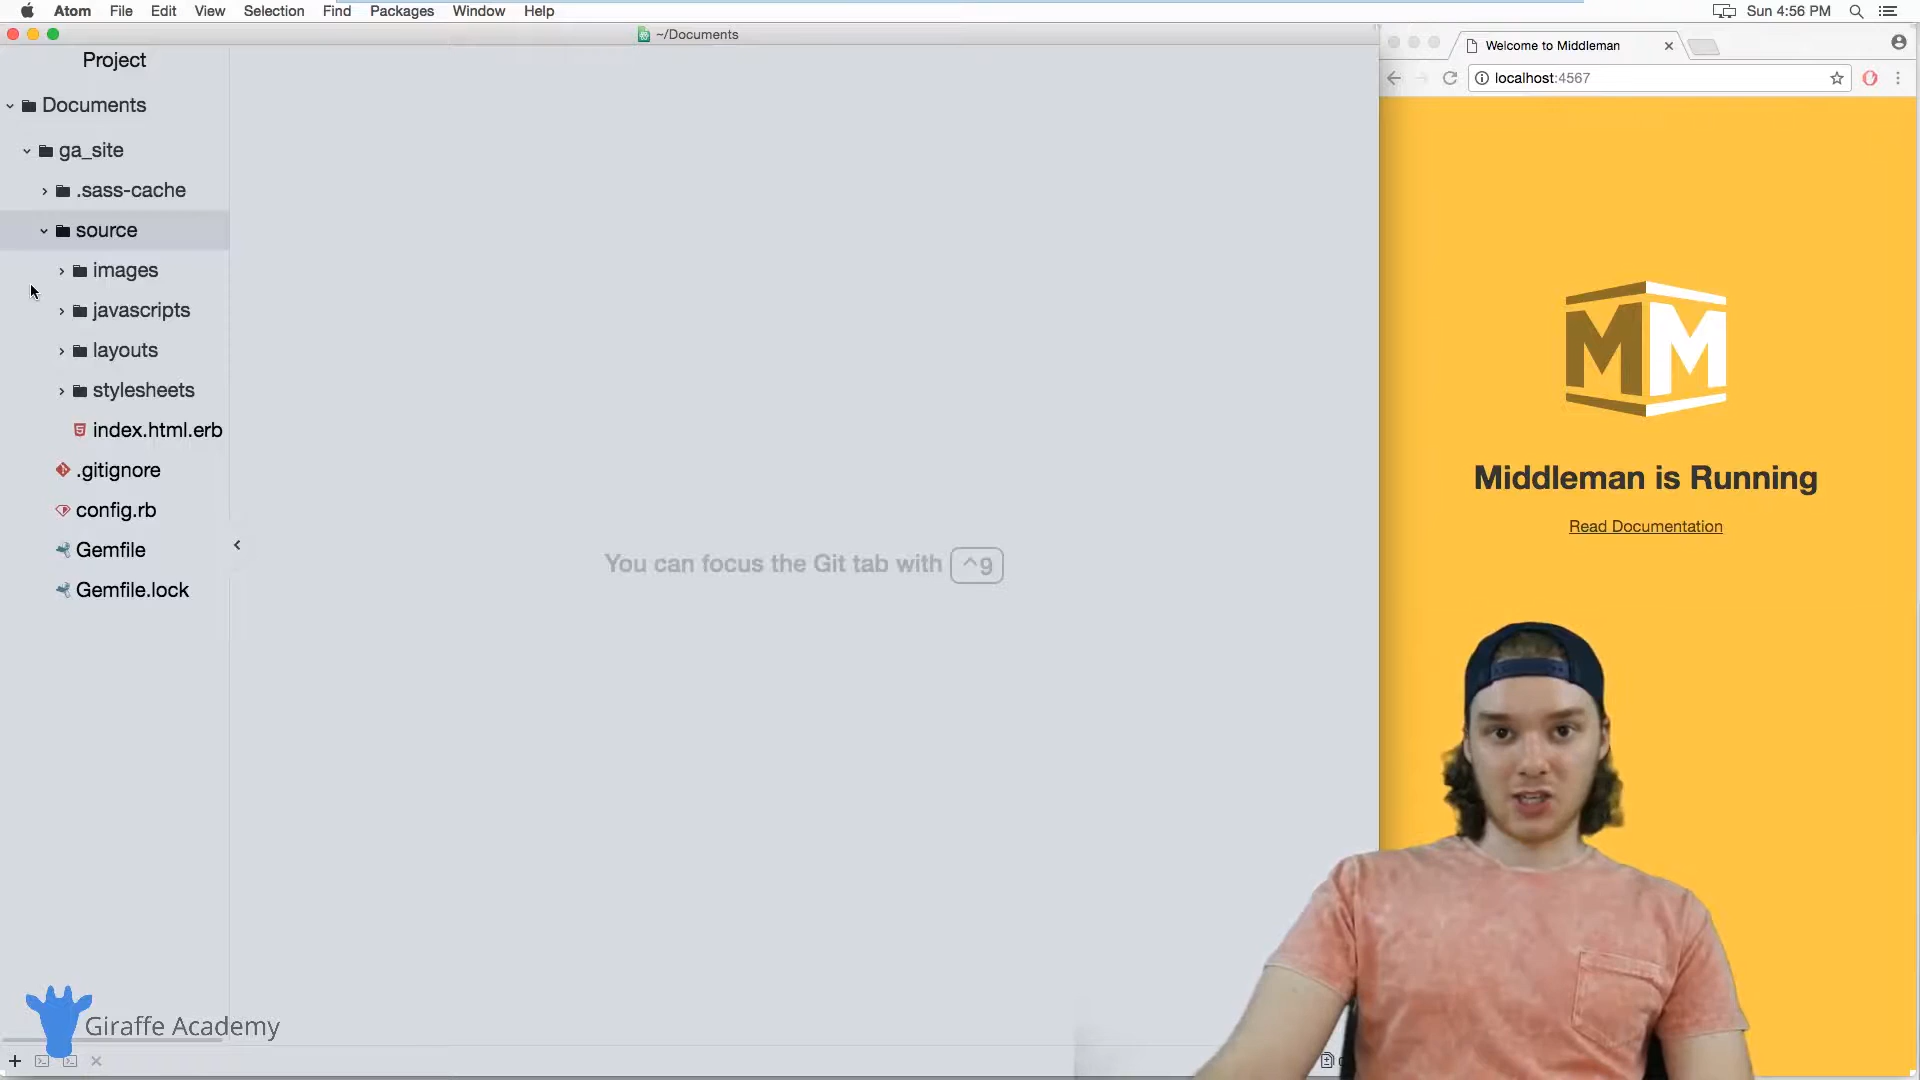 Atom File Edit View Selection Find Packages Window Help
Sun 4:56 PM
~/Documents
Project
Documents
ga_site
.sass-cache
source
images
javascripts
layouts
stylesheets
index.html.erb
.gitignore
config.rb
Gemfile
Gemfile.lock
You can focus the Git tab with ^9
Giraffe Academy
Welcome to Middleman
localhost:4567
MM
Middleman is Running
Read Documentation